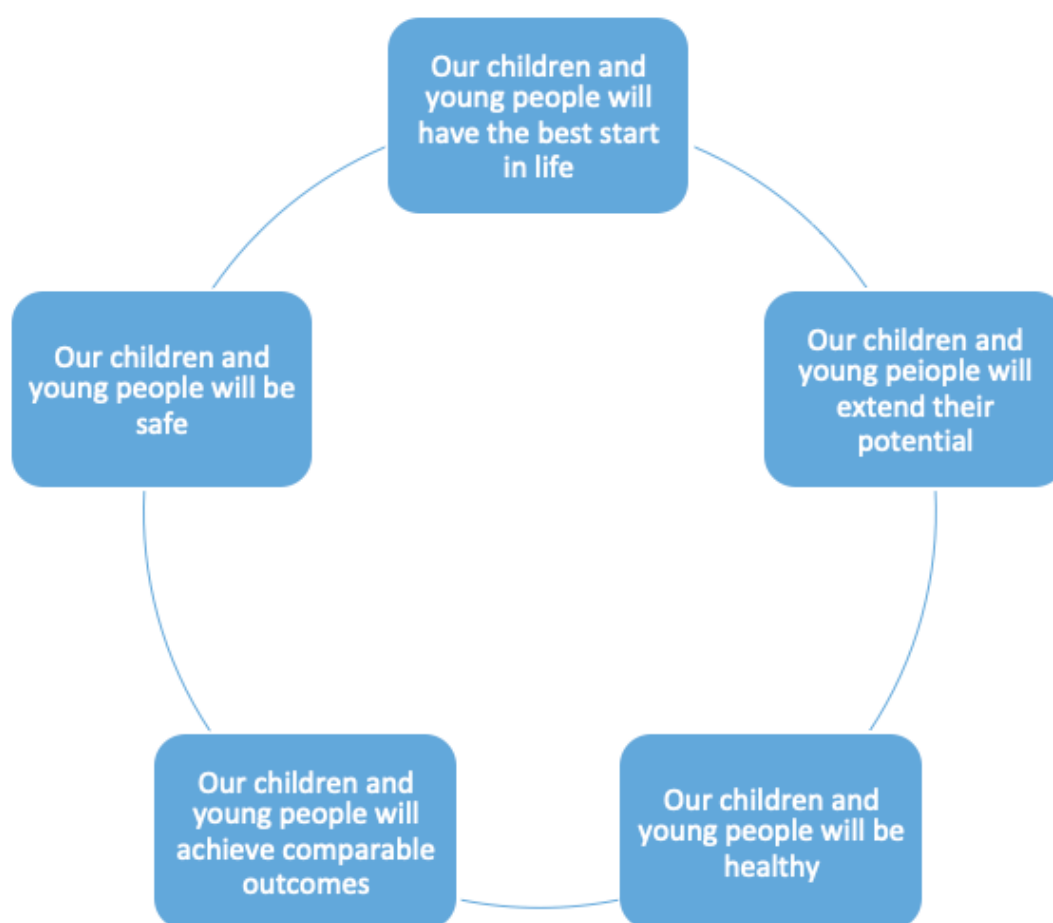 Our children and
young people will
have the best start
in life
Our children and
young peiople will
extend their
potential
Our children and
young people will be
healthy
Our children and
young people will
achieve comparable
outcomes
Our children and
young people will be
safe